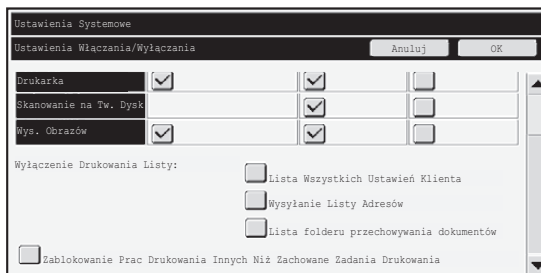 Ustawienia Systemowe
Ustawienia Włączania/Wyłączania Anuluj OK
Drukarka
Skanowanie na Tw. Dysk
Wys. Obrazów
Wyłączenie Drukowania Listy:
Lista Wszystkich Ustawień Klienta
Wysyłanie Listy Adresów
Lista folderu przechowywania dokumentów
Zablokowanie Prac Drukowania Innych Niż Zachowane Zadania Drukowania